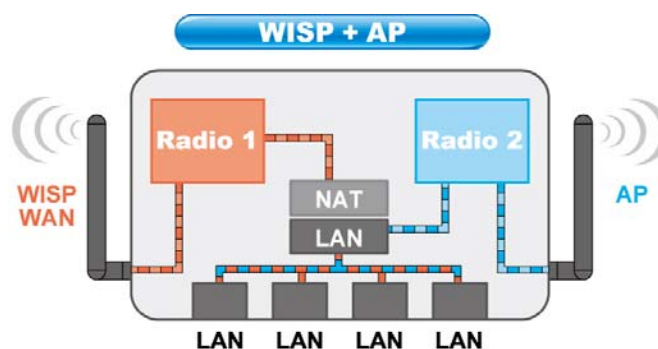 WISP + AP
Radio 1
Radio 2
WISP
WAN
NAT
AP
LAN
LAN
LAN
LAN
LAN